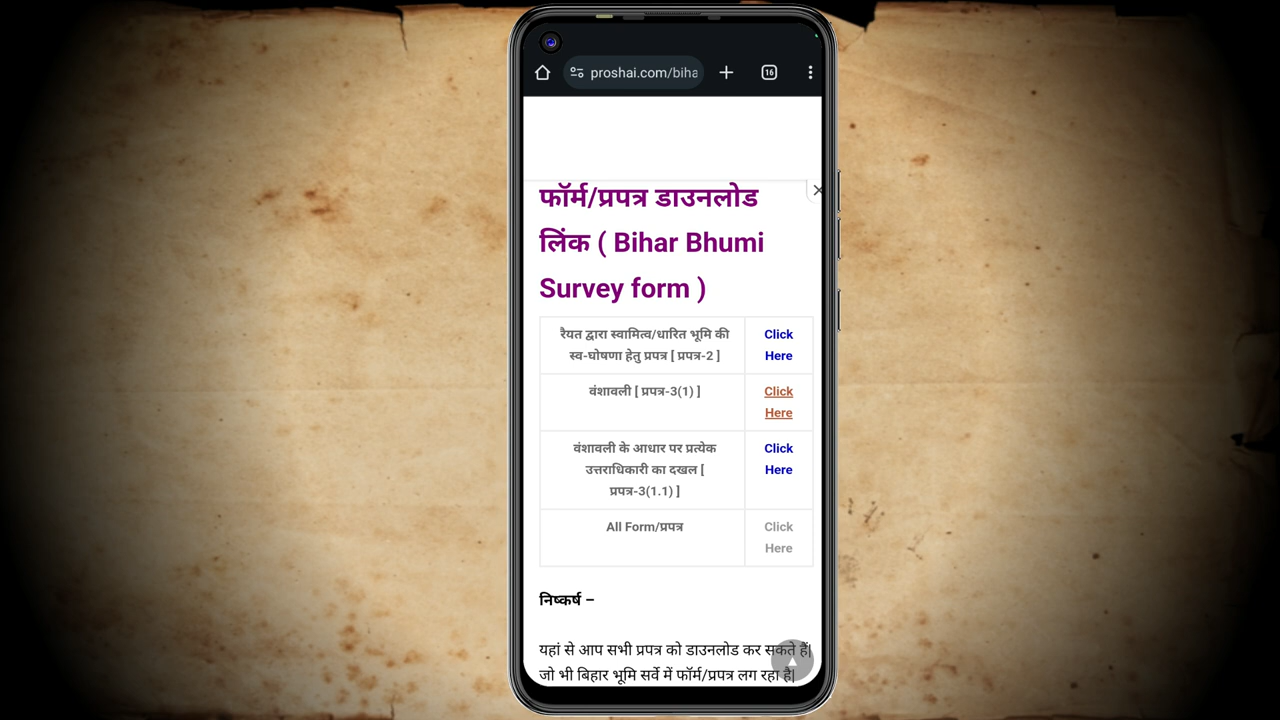 proshai.com/biha
16
फॉर्म/प्रपत्र डाउनलोड
लिंक ( Bihar Bhumi
Survey form )
रैयत द्वारा स्वामित्व/धारित भूमि की
स्व-घोषणा हेतु प्रपत्र [ प्रपत्र-2 ]
Click
Here
वंशावली [ प्रपत्र-3(1) ]
Click
Here
वंशावली के आधार पर प्रत्येक
उत्तराधिकारी का दखल [
प्रपत्र-3(1.1) ]
Click
Here
All Form/प्रपत्र
Click
Here
निष्कर्ष –
यहां से आप सभी प्रपत्र को डाउनलोड कर सकते हैं|
जो भी बिहार भूमि सर्वे में फॉर्म/प्रपत्र लग रहा है|